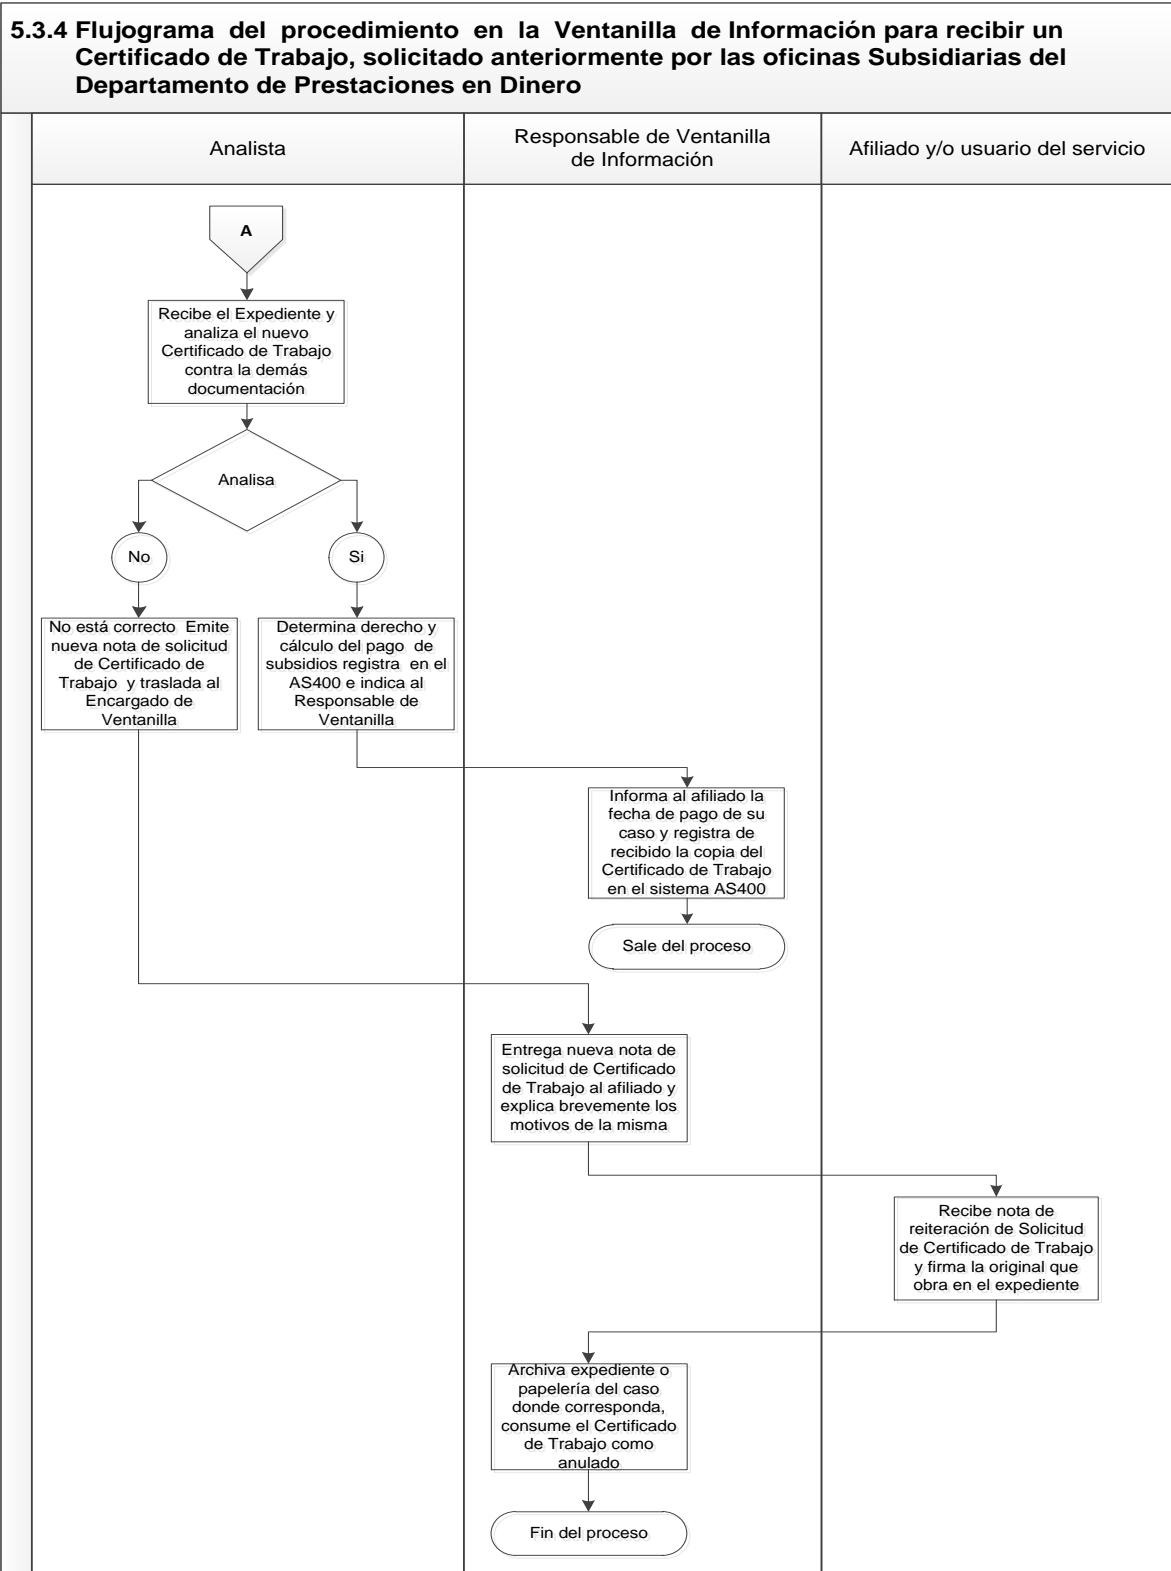 5.3.4 Flujograma del procedimiento en la Ventanilla de Información para recibir un
Certificado de Trabajo, solicitado anteriormente por las oficinas Subsidiarias del
Departamento de Prestaciones en Dinero
Analista
Responsable de Ventanilla
de Información
Afiliado y/o usuario del servicio
A
Recibe el Expediente y
analiza el nuevo
Certificado de Trabajo
contra la demás
documentación
Analisa
No
Si
No está correcto Emite
nueva nota de solicitud
de Certificado de
Trabajo y traslada al
Encargado de
Ventanilla
Determina derecho y
cálculo del pago de
subsidios registra en el
AS400 e indica al
Responsable de
Ventanilla
Informa al afiliado la
fecha de pago de su
caso y registra de
recibido la copia del
Certificado de Trabajo
en el sistema AS400
Sale del proceso
Entrega nueva nota de
solicitud de Certificado
de Trabajo al afiliado y
explica brevemente los
motivos de la misma
Recibe nota de
reiteración de Solicitud
de Certificado de Trabajo
y firma la original que
obra en el expediente
Archiva expediente o
papelería del caso
donde corresponda,
consume el Certificado
de Trabajo como
anulado
Fin del proceso